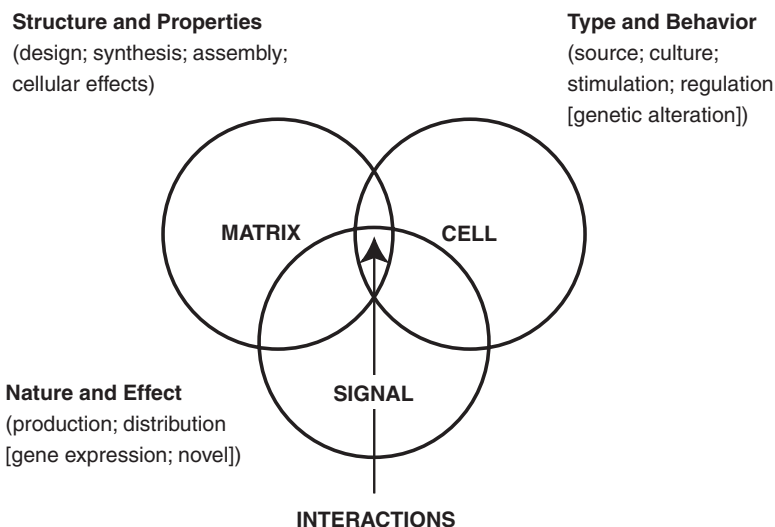 Structure and Properties
(design; synthesis; assembly;
cellular effects)
Type and Behavior
(source; culture;
stimulation; regulation
[genetic alteration])
MATRIX
CELL
Nature and Effect
(production; distribution
[gene expression; novel])
SIGNAL
INTERACTIONS